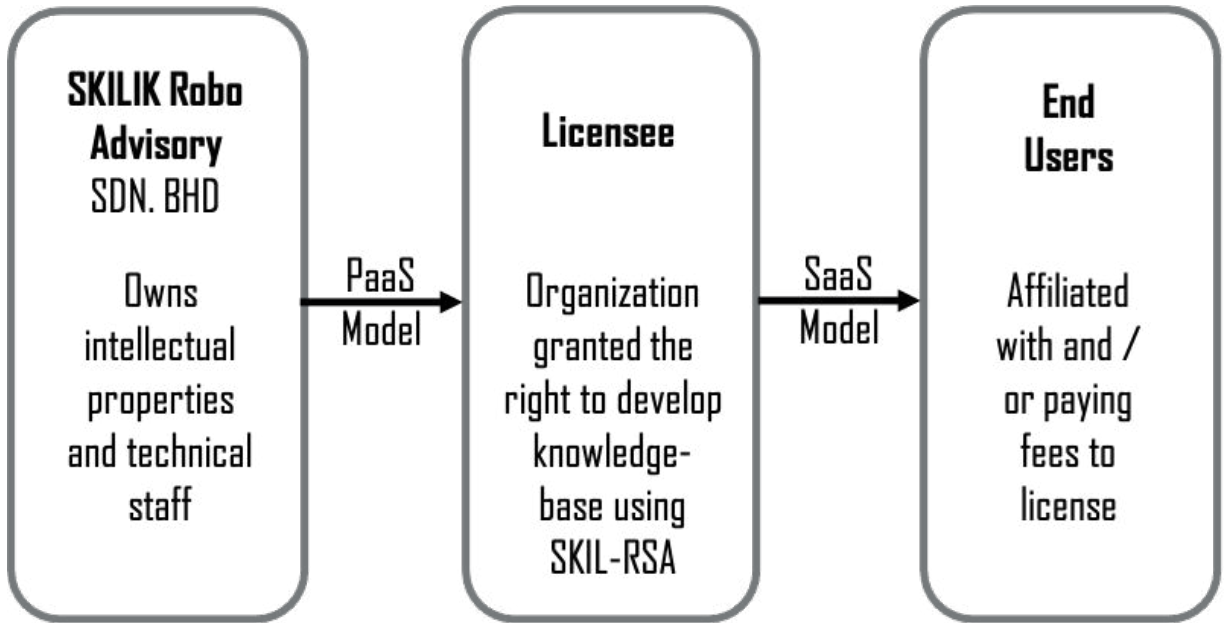 SKILIK Robo
Advisory
SDN. BHD
Owns
intellectual
properties
and technical
staff
PaaS
Model
Licensee
Organization
granted the
right to develop
knowledge-
base using
SKIL-RSA
SaaS
Model
End
Users
Affiliated
with and /
or paying
fees to
license